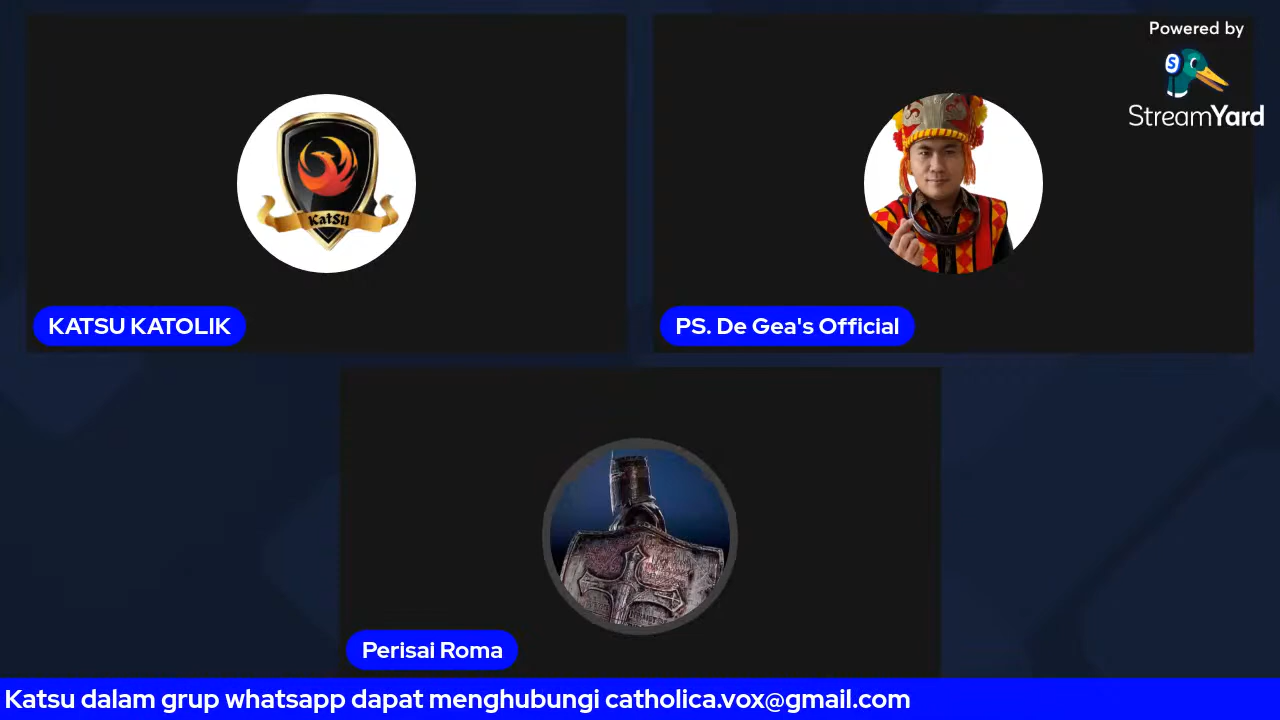 Powered by
StreamYard
KatSU
KATSU KATOLIK
PS. De Gea's Official
Perisai Roma
Katsu dalam grup whatsapp dapat menghubungi catholica.vox@gmail.com